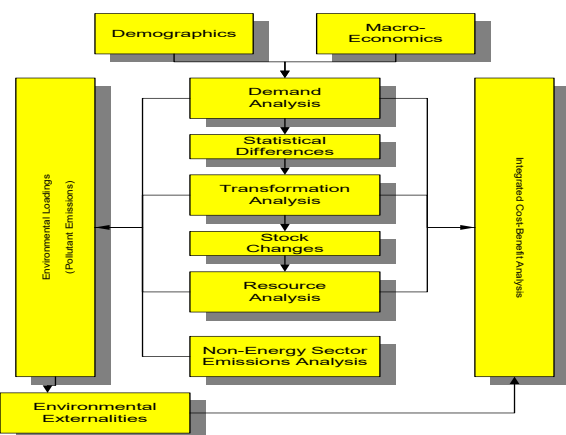 Demographics
Macro-
Economics
Demand
Analysis
Statistical
Differences
Transformation
Analysis
Stock
Changes
Resource
Analysis
Non-Energy Sector
Emissions Analysis
Environmental Loadings
(Pollutant Emissions)
Integrated Cost-Benefit Analysis
Environmental
Externalities